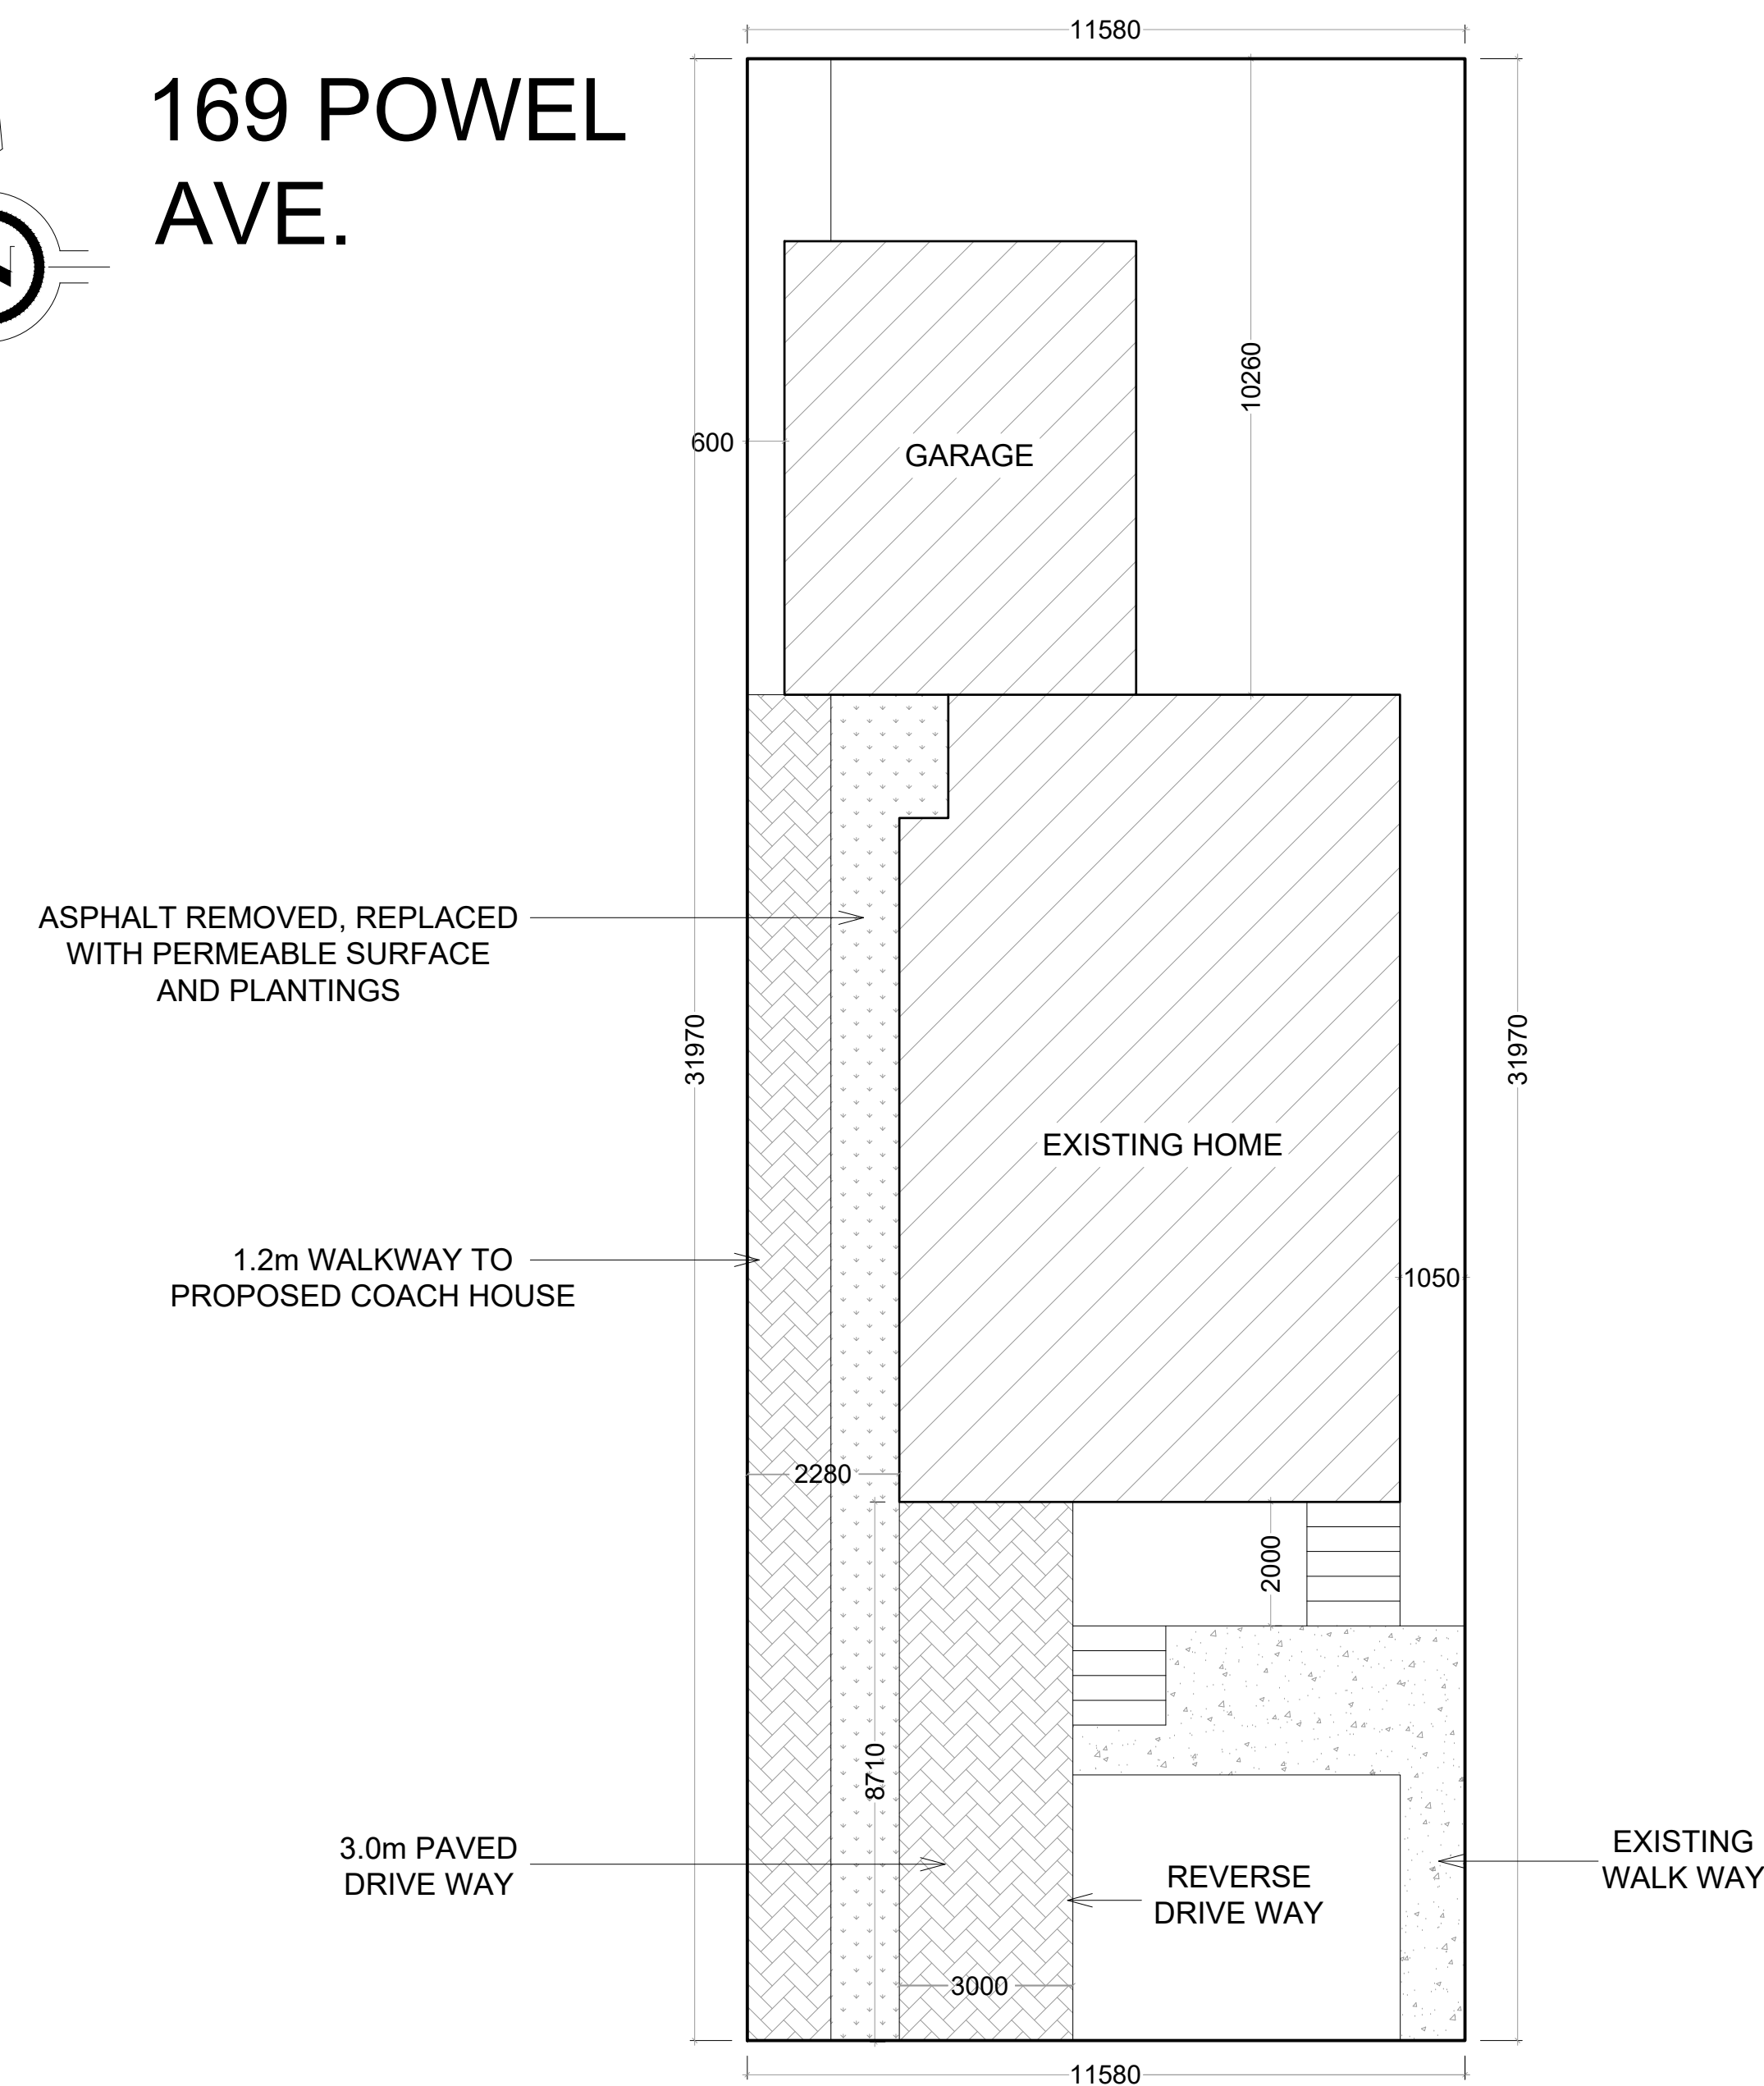 11580
169 POWEL
AVE.
10260
600
GARAGE
ASPHALT REMOVED, REPLACED
WITH PERMEABLE SURFACE
AND PLANTINGS
31970
31970
EXISTING HOME
1.2m WALKWAY TO
PROPOSED COACH HOUSE
1050
2280
2000
8710
3.0m PAVED
DRIVE WAY
REVERSE
DRIVE WAY
EXISTING
WALK WAY
3000
11580